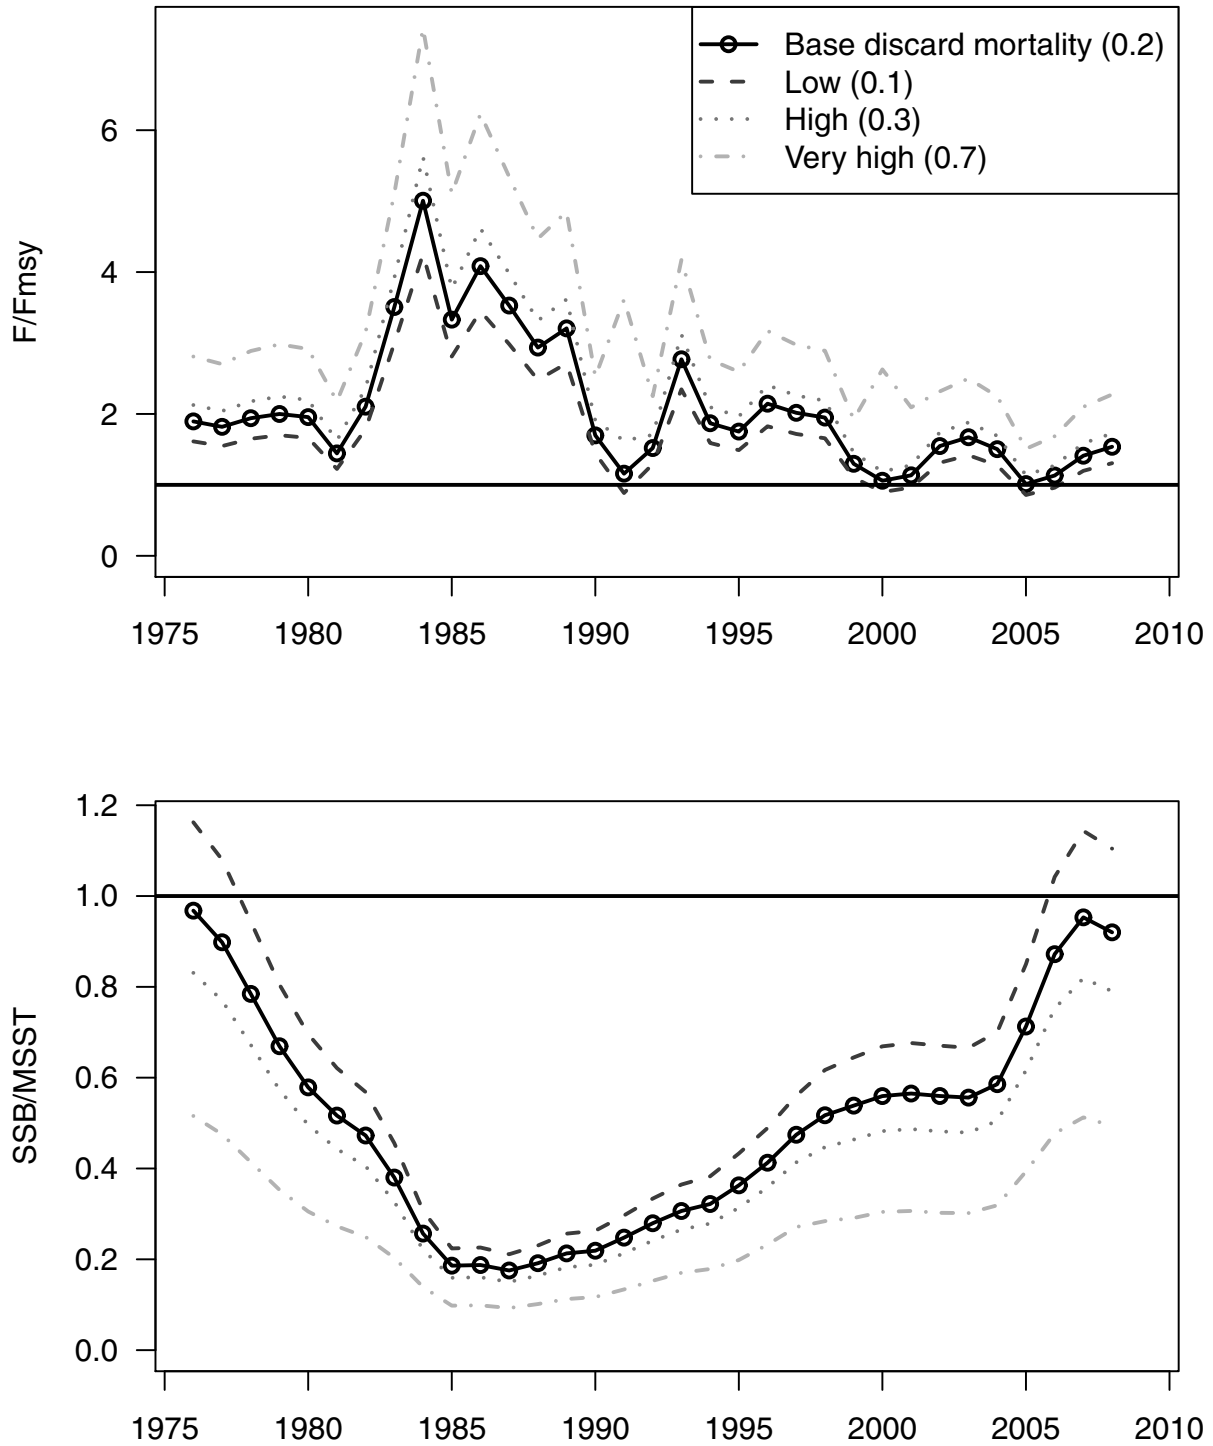 Base discard mortality (0.2)
Low (0.1)
High (0.3)
Very high (0.7)
F/Fmsy
6
4
2
0
1975 1980 1985 1990 1995 2000 2005 2010
SSB/MSST
1.2
1.0
0.8
0.6
0.4
0.2
0.0
1975 1980 1985 1990 1995 2000 2005 2010